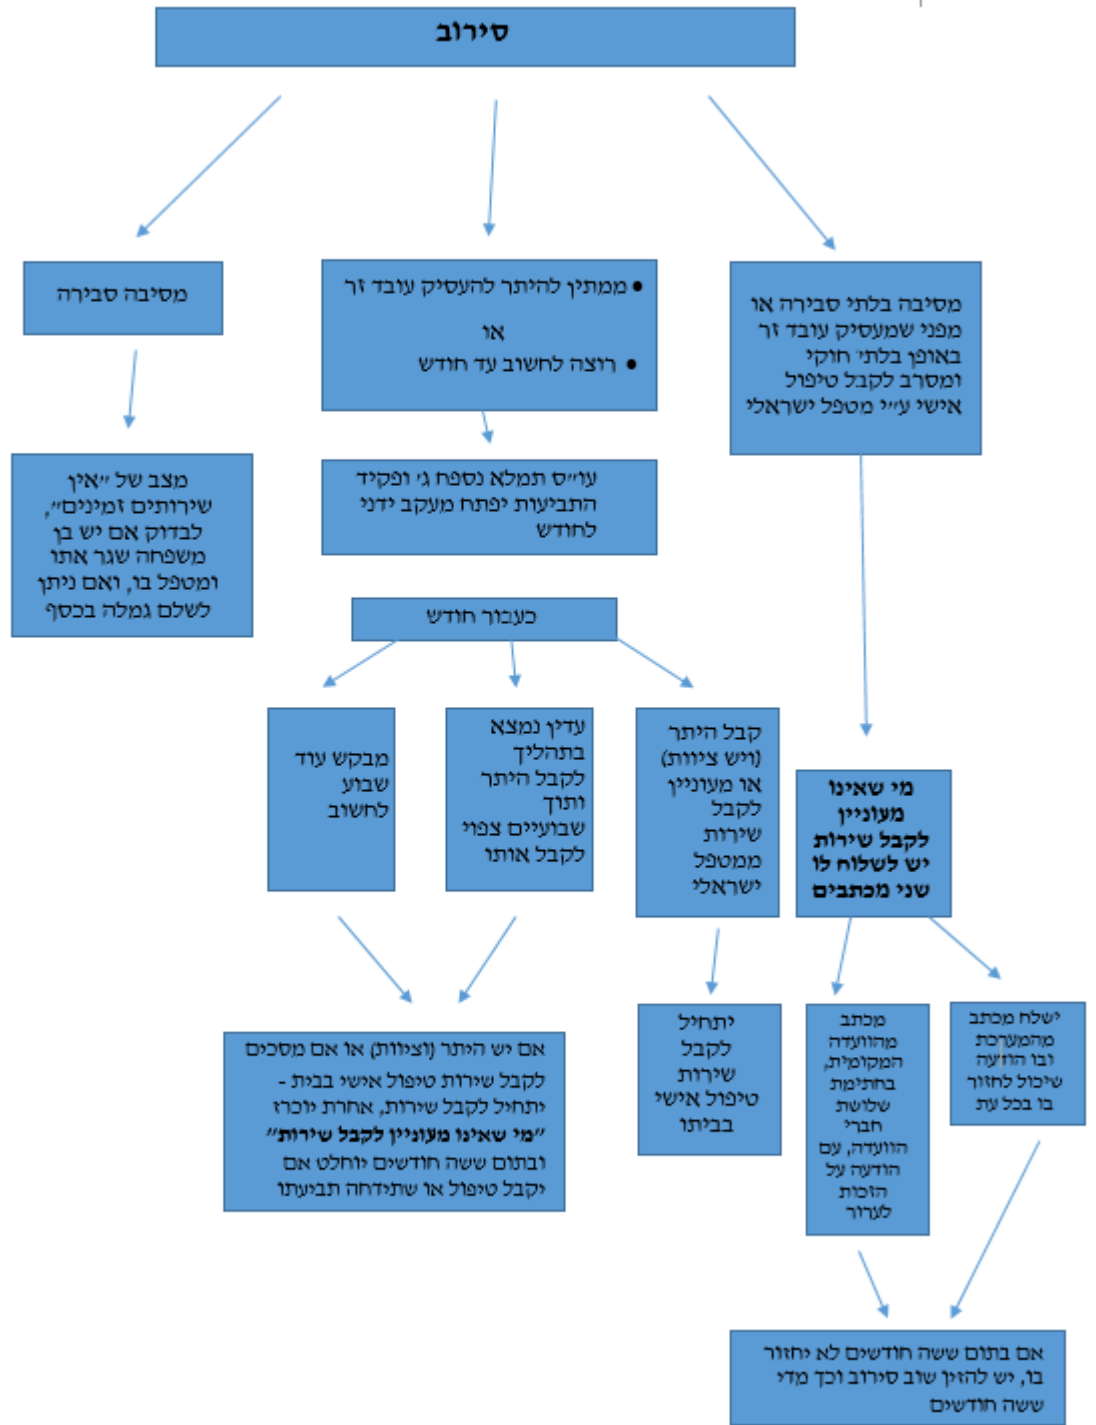 סירוב
מסיבה בלתי סבירה או
מפני שמעסיק עובד זר
באופן בלתי חוקי
ומסרב לקבל טיפול
אישי ע״י מטפל ישראלי
• ממתין להיתר להעסיק עובד זר
או
• רוצה לחשוב עד חודש
מסיבה סבירה
מצב של ״אין
שירותים זמינים״,
לבדוק אם יש בן
משפחה שגר אתו
ומטפל בו, ואם ניתן
לשלם גמלה בכסף
עו״ס תמלא נספח ג׳ ופקיד
התביעות יפתח מעקב ידני
לחודש
כעבור חודש
קבל היתר
(ויש ציוות)
או מעוניין
לקבל
שירות
ממטפל
ישראלי
עדין נמצא
בתהליך
לקבל היתר
ותוך
שבועיים צפוי
לקבל אותו
מבקש עוד
שבוע
לחשוב
מי שאינו
מעוניין
לקבל שירות
יש לשלוח לו
שני מכתבים
ישלח מכתב
מהמערכת
ובו הודעה
שיכול לחזור
בו בכל עת
מכתב
מהוועדה
המקומית,
בחתימת
שלושת
חברי
הוועדה, עם
הודעה על
הזכות
לערור
יתחיל
לקבל
שירות
טיפול אישי
בביתו
אם יש היתר (וציוות) או אם מסכים
לקבל שירות טיפול אישי בבית -
יתחיל לקבל שירות, אחרת יוכרז
״מי שאינו מעוניין לקבל שירות״
ובתום ששה חודשים יוחלט אם
יקבל טיפול או שתידחה תביעתו
אם בתום ששה חודשים לא יחזור
בו, יש להזין שוב סירוב וכך מדי
ששה חודשים